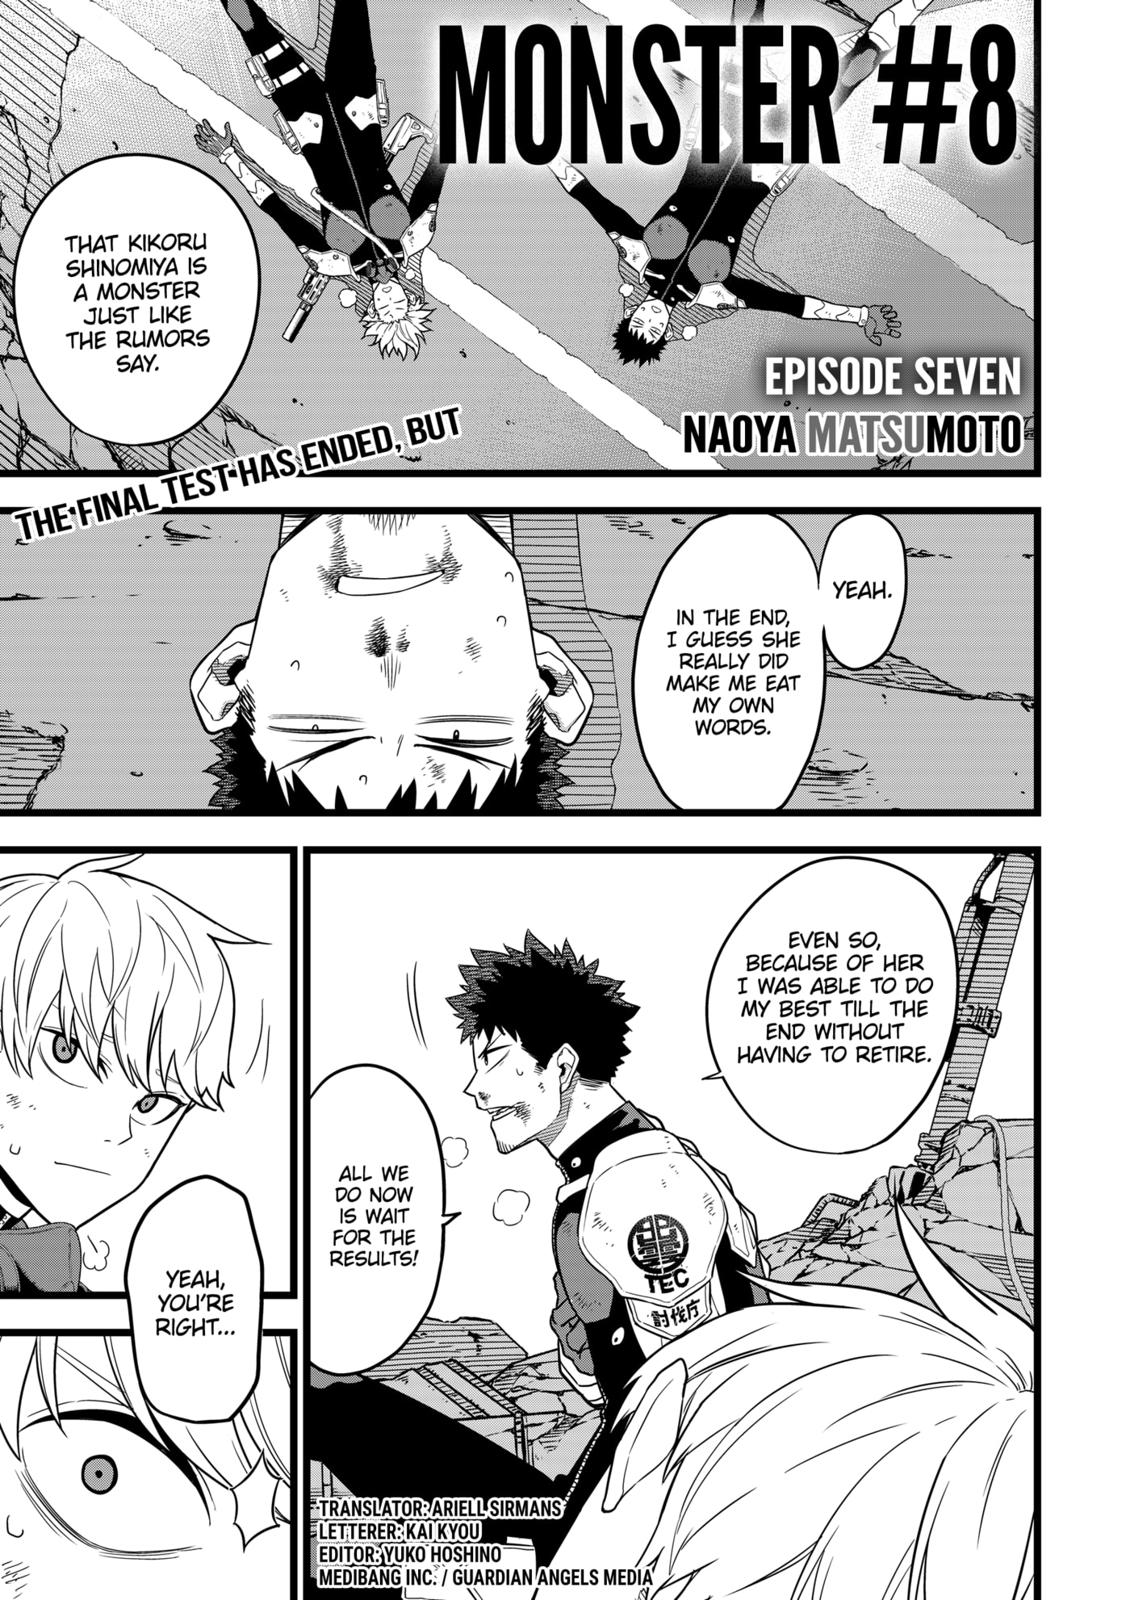 MONSTER #8
THAT KIKORU
SHINOMIYA IS
A MONSTER
JUST LIKE
THE RUMORS
SAY.
EPISODE SEVEN
NAOYA MATSUMOTO
THE FINAL TEST HAS ENDED, BUT
YEAH.
IN THE END,
I GUESS SHE
REALLY DID
MAKE ME EAT
MY OWN
WORDS.
EVEN SO,
BECAUSE OF HER
I WAS ABLE TO DO
MY BEST TILL THE
END WITHOUT
HAVING TO RETIRE.
ALL WE
DO NOW
IS WAIT
FOR THE
RESULTS!
TEC
討伐庁
YEAH,
YOU'RE
RIGHT...
TRANSLATOR: ARIELL SIRMANS
LETTERER: KAI KYOU
EDITOR: YUKO HOSHINO
MEDIBANG INC. / GUARDIAN ANGELS MEDIA